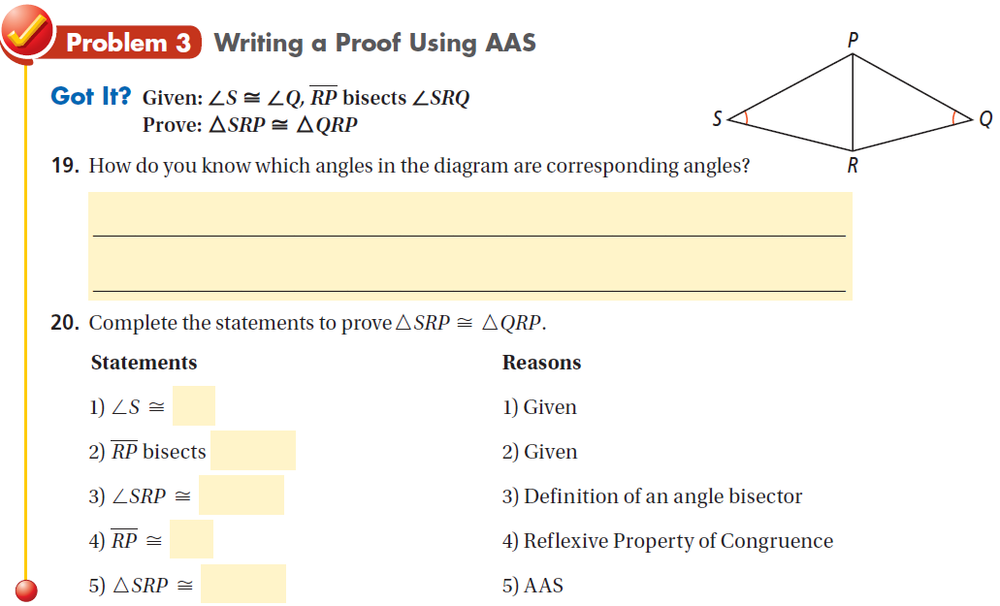 Problem 3 Writing a Proof Using AAS
Got It? Given: ∠S ≅ ∠Q, R̅P̅ bisects ∠SRQ
Prove: △SRP ≅ △QRP
P
S
Q
R
19. How do you know which angles in the diagram are corresponding angles?
20. Complete the statements to prove △SRP ≅ △QRP.
Statements Reasons
1) ∠S ≅ 1) Given
2) R̅P̅ bisects 2) Given
3) ∠SRP ≅ 3) Definition of an angle bisector
4) R̅P̅ ≅ 4) Reflexive Property of Congruence
5) △SRP ≅ 5) AAS